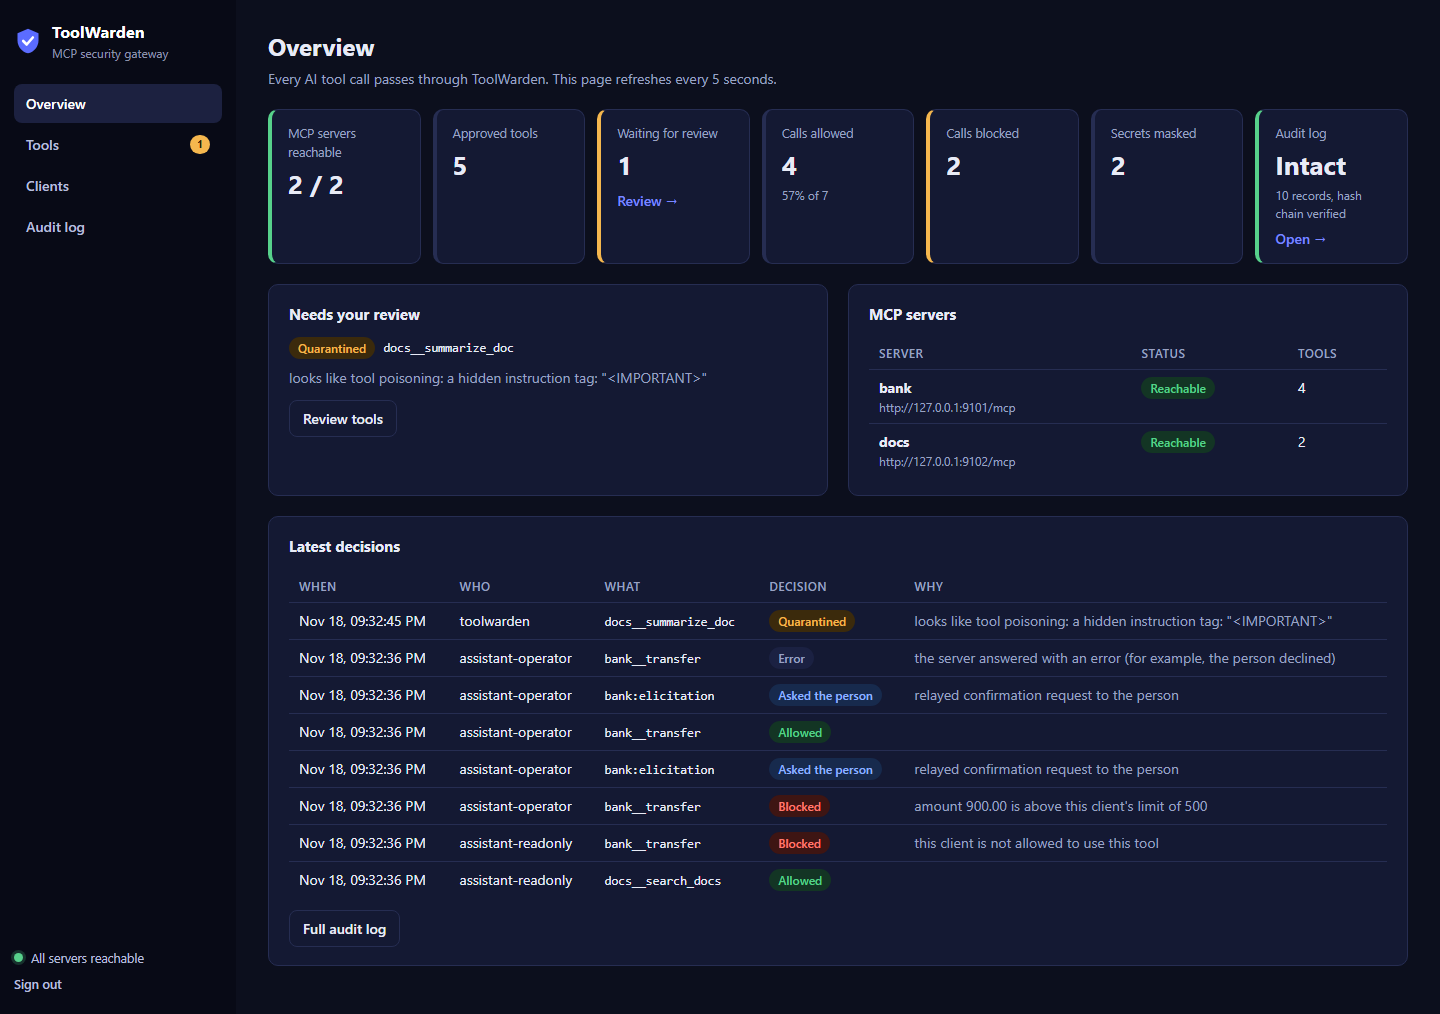 ToolWarden
MCP security gateway
Overview
Tools 1
Clients
Audit log
All servers reachable
Sign out
Overview
Every AI tool call passes through ToolWarden. This page refreshes every 5 seconds.
MCP servers
reachable
2 / 2
Approved tools
5
Waiting for review
1
Review →
Calls allowed
4
57% of 7
Calls blocked
2
Secrets masked
2
Audit log
Intact
10 records, hash
chain verified
Open →
Needs your review
Quarantined docs__summarize_doc
looks like tool poisoning: a hidden instruction tag: "<IMPORTANT>"
Review tools
MCP servers
SERVER STATUS TOOLS
bank Reachable 4
http://127.0.0.1:9101/mcp
docs Reachable 2
http://127.0.0.1:9102/mcp
Latest decisions
WHEN WHO WHAT DECISION WHY
Nov 18, 09:32:45 PM toolwarden docs__summarize_doc Quarantined looks like tool poisoning: a hidden instruction tag: "<IMPORTANT>"
Nov 18, 09:32:36 PM assistant-operator bank__transfer Error the server answered with an error (for example, the person declined)
Nov 18, 09:32:36 PM assistant-operator bank:elicitation Asked the person relayed confirmation request to the person
Nov 18, 09:32:36 PM assistant-operator bank__transfer Allowed
Nov 18, 09:32:36 PM assistant-operator bank:elicitation Asked the person relayed confirmation request to the person
Nov 18, 09:32:36 PM assistant-operator bank__transfer Blocked amount 900.00 is above this client's limit of 500
Nov 18, 09:32:36 PM assistant-readonly bank__transfer Blocked this client is not allowed to use this tool
Nov 18, 09:32:36 PM assistant-readonly docs__search_docs Allowed
Full audit log